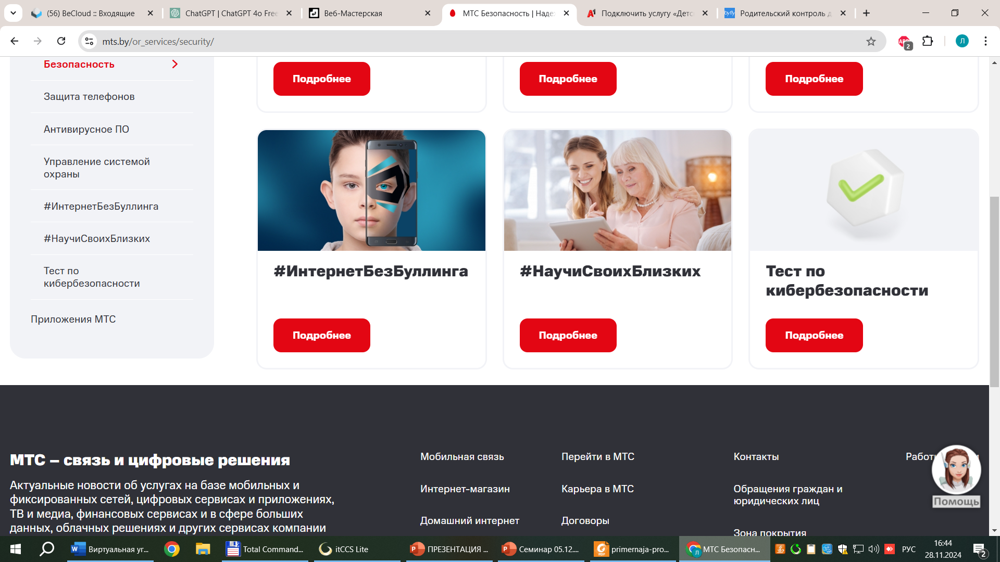 (56) BeCloud :: Входящие
ChatGPT | ChatGPT 4o Free
Веб-Мастерская
МТС Безопасность | Наде
Подключить услугу «Детс
byfly
Родительский контроль д
mts.by/or_services/security/
ABP
2
Л
Безопасность
Защита телефонов
Антивирусное ПО
Управление системой
охраны
#ИнтернетБезБуллинга
#НаучиСвоихБлизких
Тест по
кибербезопасности
Приложения МТС
Подробнее
Подробнее
Подробнее
#ИнтернетБезБуллинга
#НаучиСвоихБлизких
Тест по
кибербезопасности
Подробнее
Подробнее
Подробнее
МТС – связь и цифровые решения
Актуальные новости об услугах на базе мобильных и
фиксированных сетей, цифровых сервисах и приложениях,
ТВ и медиа, финансовых сервисах и в сфере больших
данных, облачных решениях и других сервисах компании
Мобильная связь
Интернет-магазин
Домашний интернет
Перейти в МТС
Карьера в МТС
Договоры
Контакты
Обращения граждан и
юридических лиц
Зона покрытия
Помощь
Виртуальная уг...
Total Command...
itCCS Lite
ПРЕЗЕНТАЦИЯ ...
Семинар 05.12....
primernaja-pro...
МТС Безопасн...
РУС
16:44
28.11.2024
2